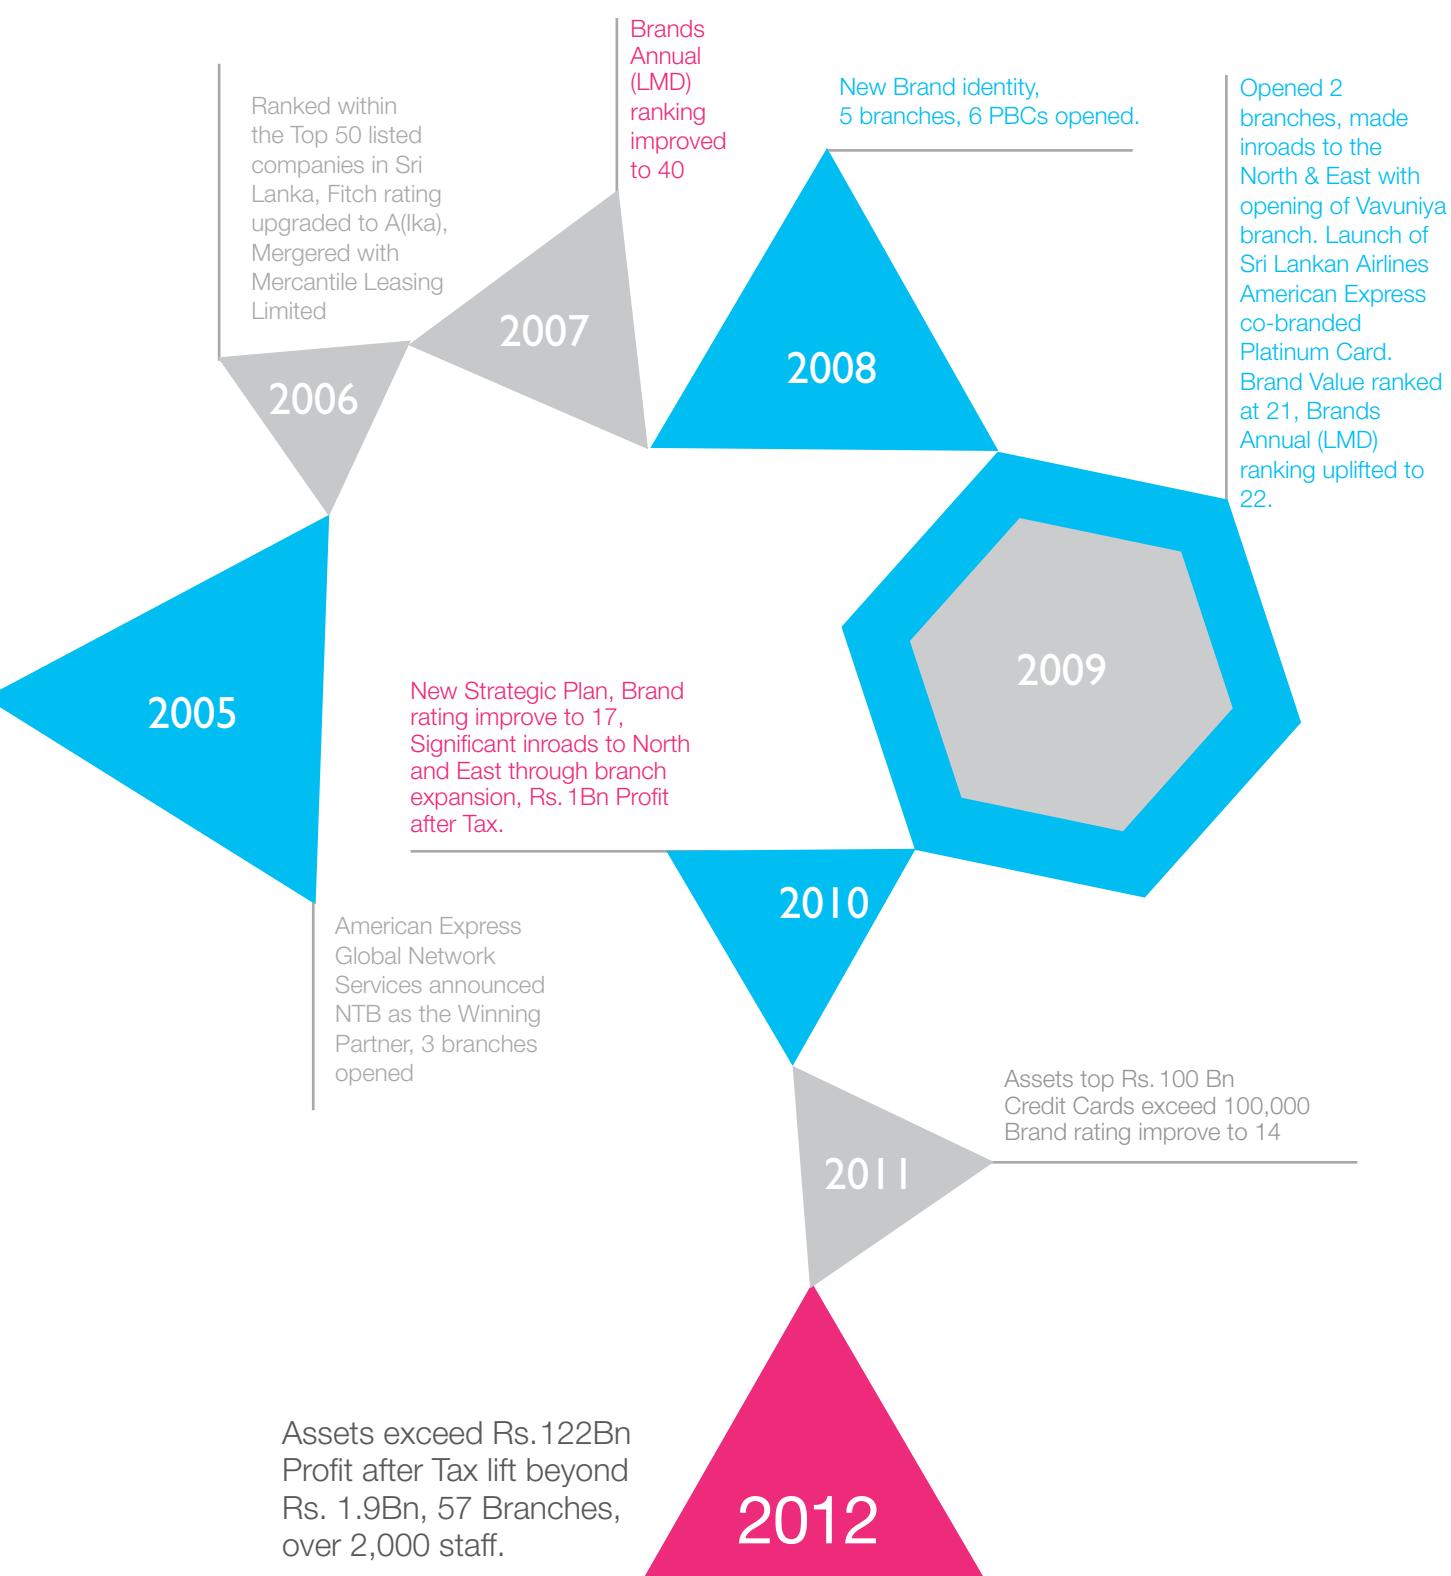 American Express
Global Network
Services announced
NTB as the Winning
Partner, 3 branches
opened
2005
Ranked within
the Top 50 listed
companies in Sri
Lanka, Fitch rating
upgraded to A(lka),
Mergered with
Mercantile Leasing
Limited
2006
Brands
Annual
(LMD)
ranking
improved
to 40
2007
New Brand identity,
5 branches, 6 PBCs opened.
2008
Opened 2
branches, made
inroads to the
North & East with
opening of Vavuniya
branch. Launch of
Sri Lankan Airlines
American Express
co-branded
Platinum Card.
Brand Value ranked
at 21, Brands
Annual (LMD)
ranking uplifted to
22.
2009
New Strategic Plan, Brand
rating improve to 17,
Significant inroads to North
and East through branch
expansion, Rs. 1Bn Profit
after Tax.
2010
Assets top Rs. 100 Bn
Credit Cards exceed 100,000
Brand rating improve to 14
2011
Assets exceed Rs.122Bn
Profit after Tax lift beyond
Rs. 1.9Bn, 57 Branches,
over 2,000 staff.
2012